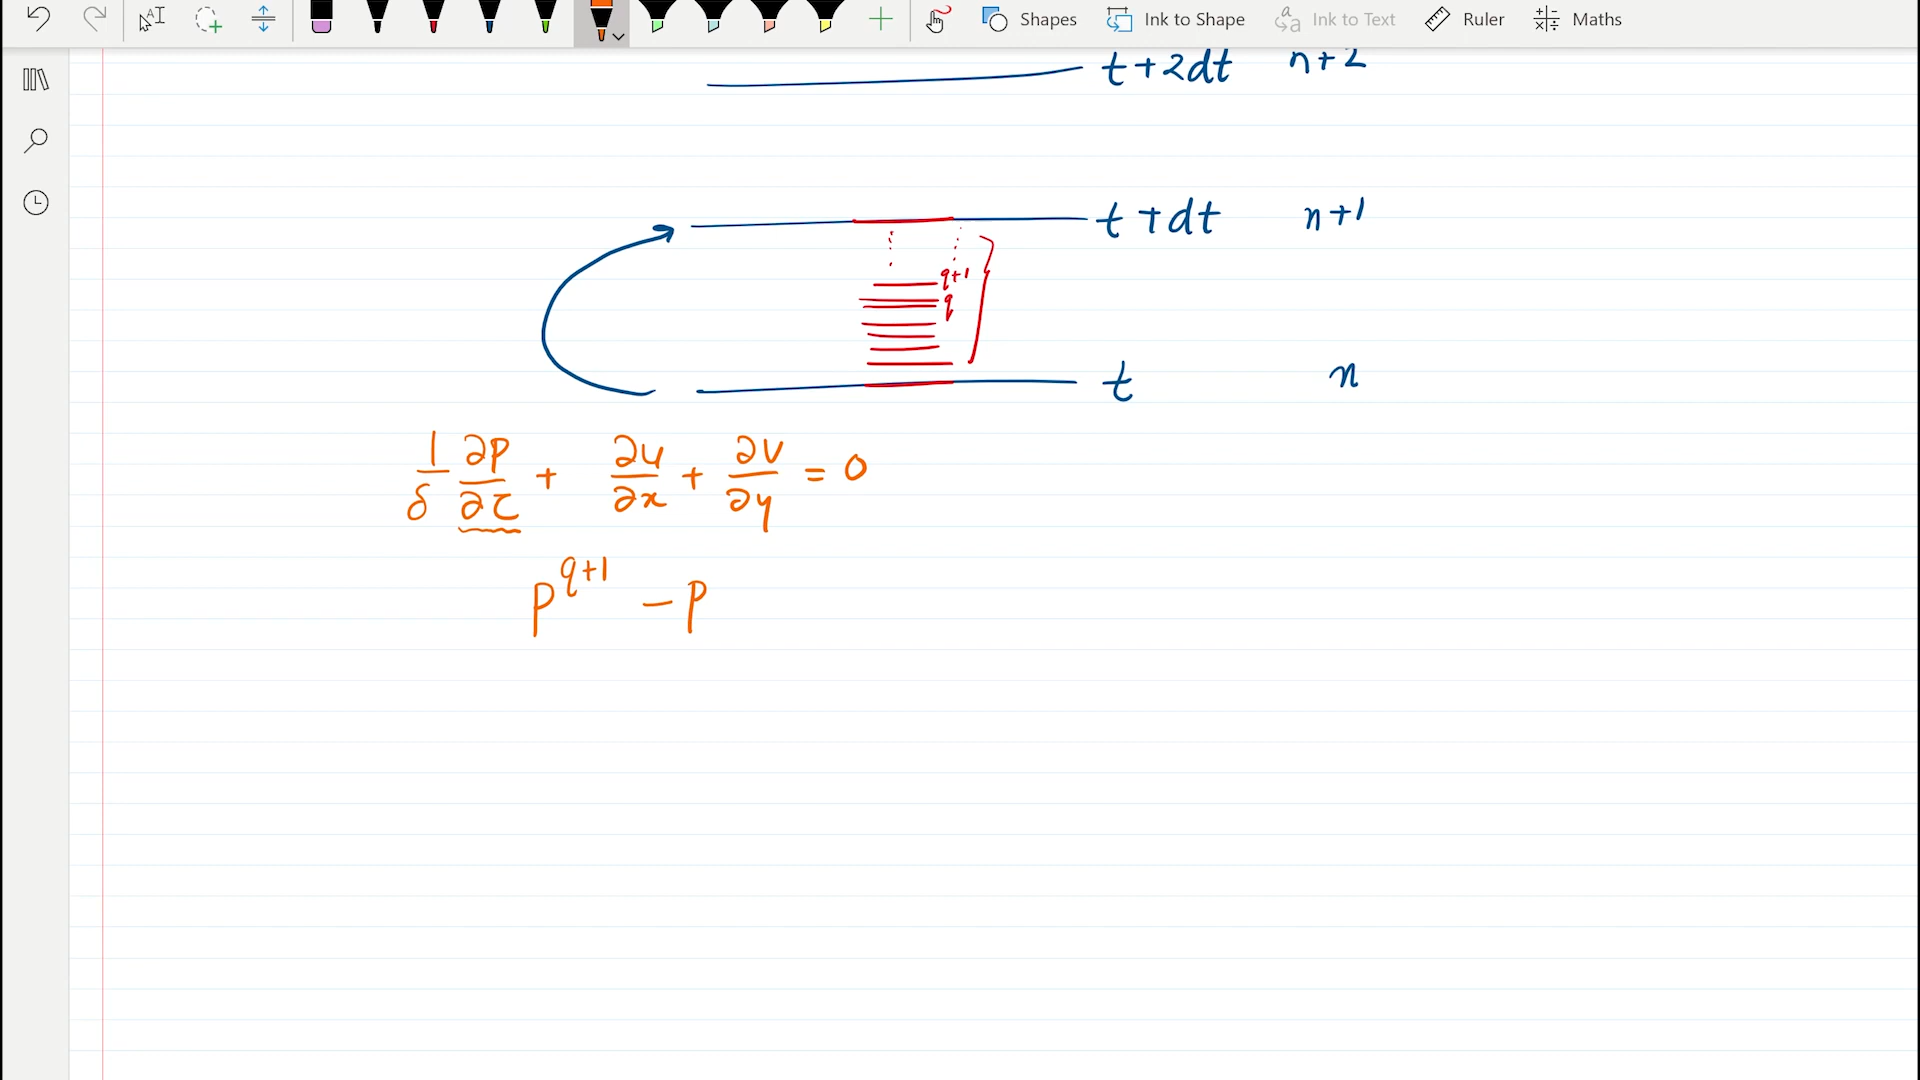 Shapes Ink to Shape Ink to Text Ruler Maths
t+2dt n+2
t+dt n+1
q+1
q
t n
1/δ ∂p/∂τ + ∂u/∂x + ∂v/∂y = 0
p^{q+1} - p